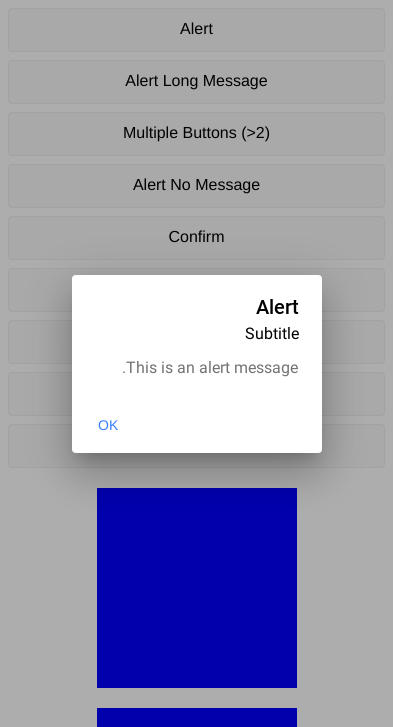 Alert
Alert Long Message
Multiple Buttons (>2)
Alert No Message
Confirm
Alert
Subtitle
.This is an alert message
OK